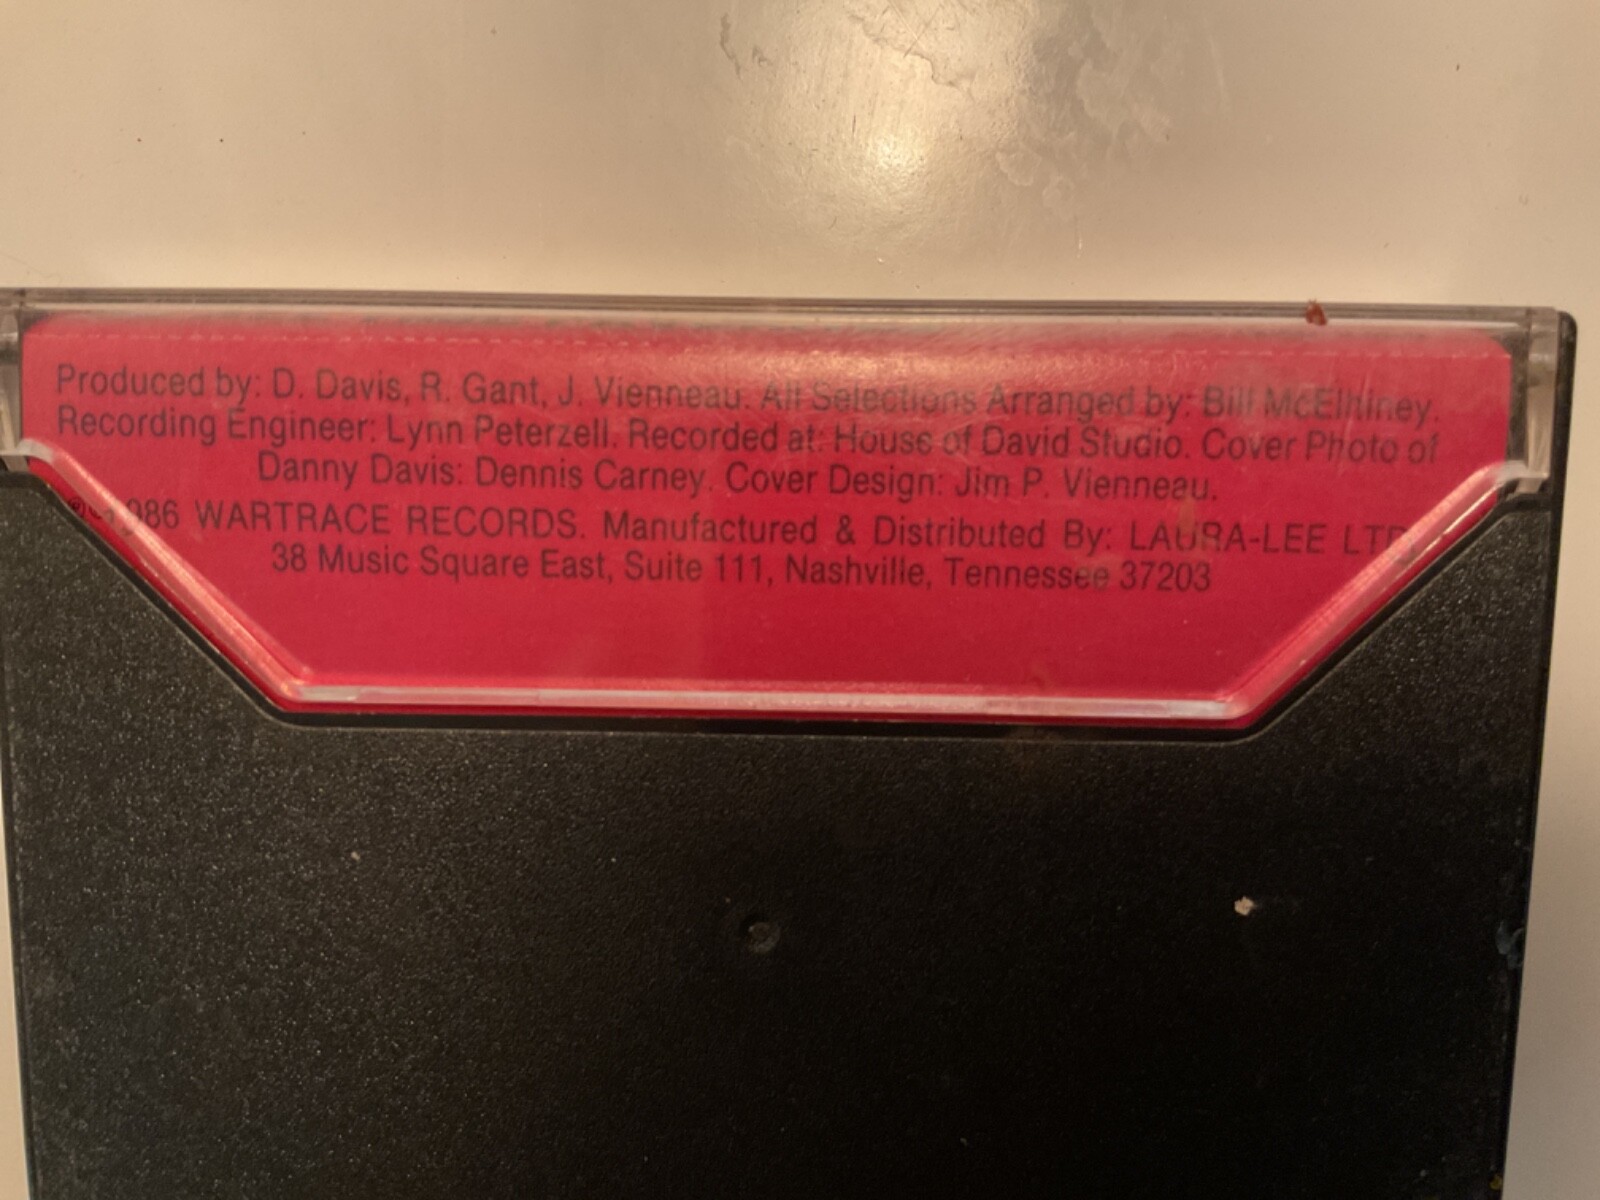 Produced by: D. Davis, R. Gant, J. Vienneau. All Selections Arranged by: Bill McElhiney.
Recording Engineer: Lynn Peterzell. Recorded at: House of David Studio. Cover Photo of
Danny Davis: Dennis Carney. Cover Design: Jim P. Vienneau.
℗©1986 WARTRACE RECORDS. Manufactured & Distributed By: LAURA-LEE LTD.
38 Music Square East, Suite 111, Nashville, Tennessee 37203